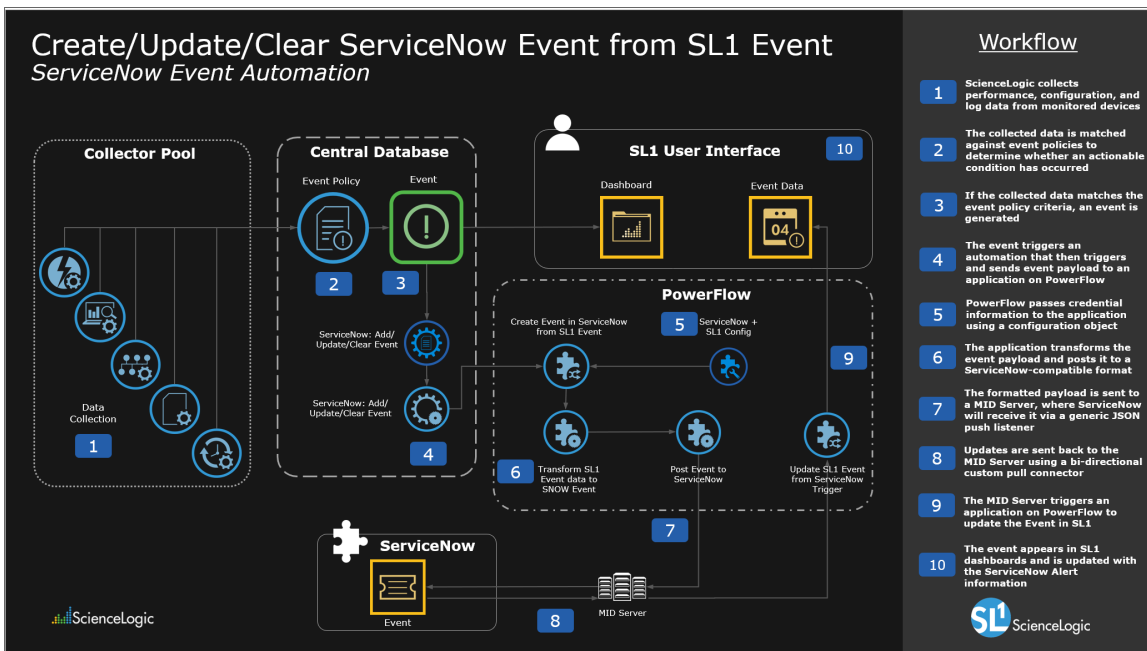 Create/Update/Clear ServiceNow Event from SL1 Event
ServiceNow Event Automation
Collector Pool
Data
Collection
1
Central Database
Event Policy
Event
2
3
ServiceNow: Add/
Update/Clear Event
ServiceNow: Add/
Update/Clear Event
4
SL1 User Interface
10
Dashboard
Event Data
04
PowerFlow
Create Event in ServiceNow
from SL1 Event
5
ServiceNow +
SL1 Config
9
6
Transform SL1
Event data to
SNOW Event
Post Event to
ServiceNow
Update SL1 Event
from ServiceNow
Trigger
7
ServiceNow
Event
8
MID Server
ScienceLogic
Workflow
1
ScienceLogic collects
performance, configuration, and
log data from monitored devices
2
The collected data is matched
against event policies to
determine whether an actionable
condition has occurred
3
If the collected data matches the
event policy criteria, an event is
generated
4
The event triggers an
automation that then triggers
and sends event payload to an
application on PowerFlow
5
PowerFlow passes credential
information to the application
using a configuration object
6
The application transforms the
event payload and posts it to a
ServiceNow-compatible format
7
The formatted payload is sent to
a MID Server, where ServiceNow
will receive it via a generic JSON
push listener
8
Updates are sent back to the
MID Server using a bi-directional
custom pull connector
9
The MID Server triggers an
application on PowerFlow to
update the Event in SL1
10
The event appears in SL1
dashboards and is updated with
the ServiceNow Alert
information
SL1
ScienceLogic